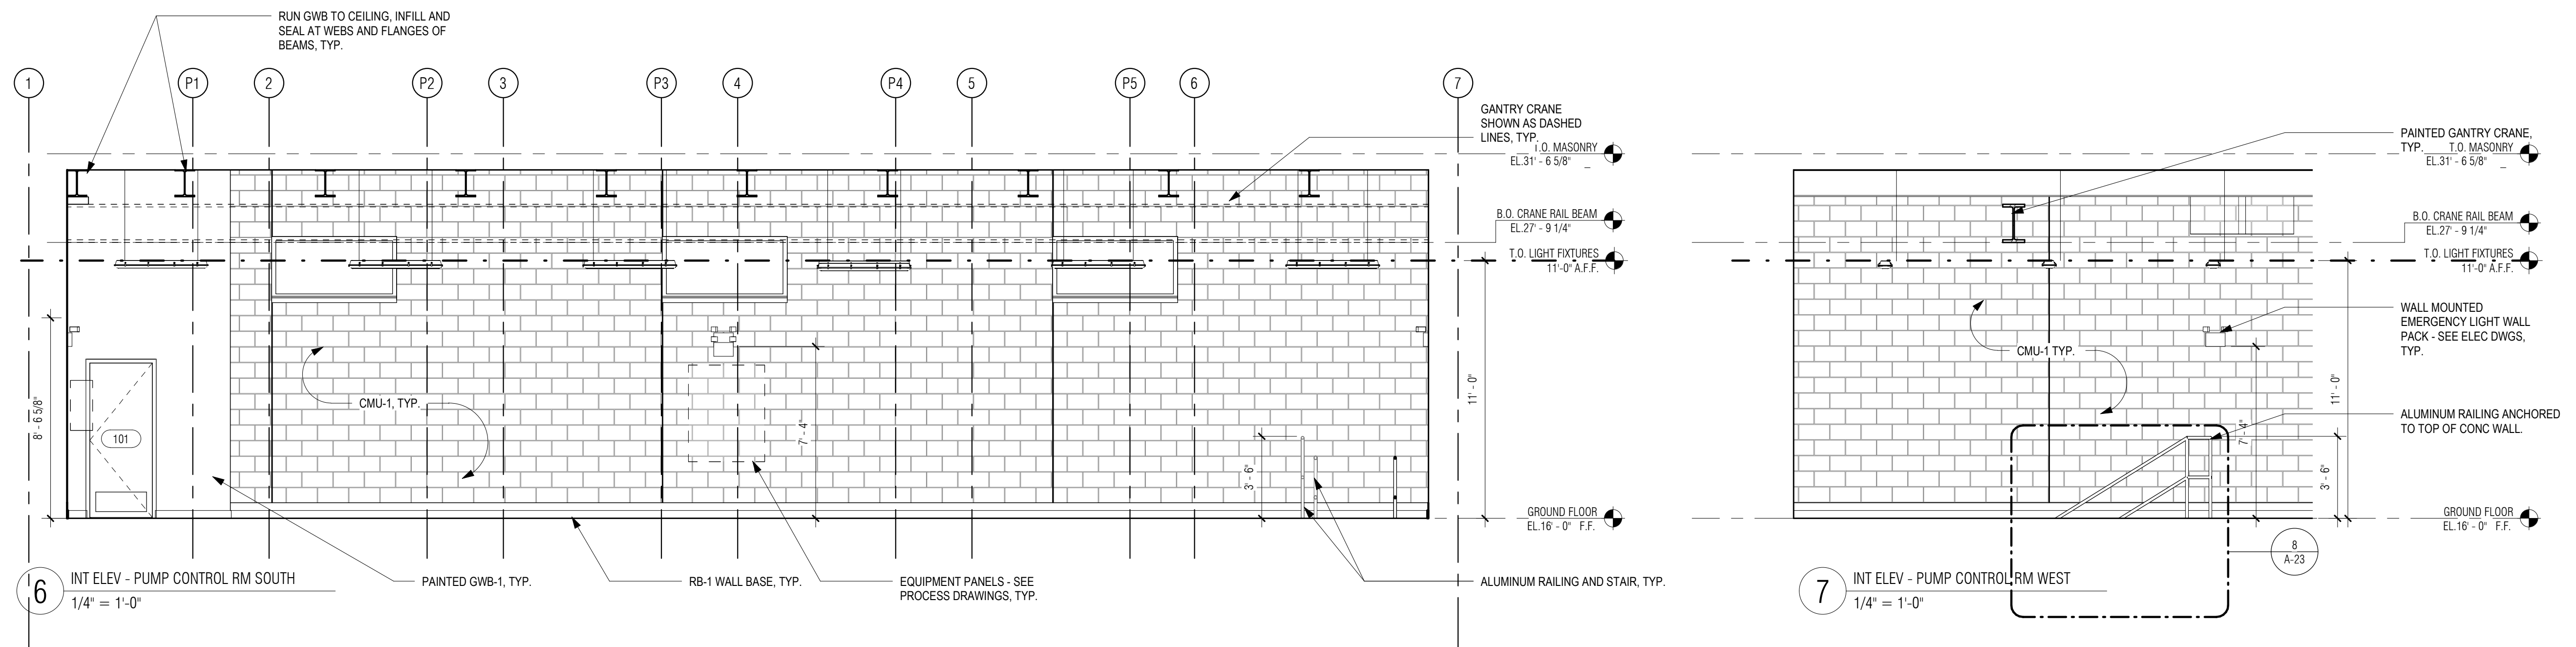 RUN GWB TO CEILING, INFILL AND
SEAL AT WEBS AND FLANGES OF
BEAMS, TYP.
1
P1
2
P2
3
P3
4
P4
5
P5
6
7
GANTRY CRANE
SHOWN AS DASHED
LINES, TYP.
T.O. MASONRY
EL.31' - 6 5/8"
B.O. CRANE RAIL BEAM
EL.27' - 9 1/4"
T.O. LIGHT FIXTURES
11'-0" A.F.F.
8' - 6 5/8"
101
CMU-1, TYP.
7' - 4"
3' - 6"
11' - 0"
GROUND FLOOR
EL.16' - 0" F.F.
PAINTED GWB-1, TYP.
RB-1 WALL BASE, TYP.
EQUIPMENT PANELS - SEE
PROCESS DRAWINGS, TYP.
ALUMINUM RAILING AND STAIR, TYP.
6
INT ELEV - PUMP CONTROL RM SOUTH
1/4" = 1'-0"
PAINTED GANTRY CRANE,
TYP.
T.O. MASONRY
EL.31' - 6 5/8"
B.O. CRANE RAIL BEAM
EL.27' - 9 1/4"
T.O. LIGHT FIXTURES
11'-0" A.F.F.
WALL MOUNTED
EMERGENCY LIGHT WALL
PACK - SEE ELEC DWGS,
TYP.
CMU-1 TYP.
11' - 0"
ALUMINUM RAILING ANCHORED
TO TOP OF CONC WALL.
7' - 4"
3' - 6"
GROUND FLOOR
EL.16' - 0" F.F.
8
A-23
7
INT ELEV - PUMP CONTROL RM WEST
1/4" = 1'-0"